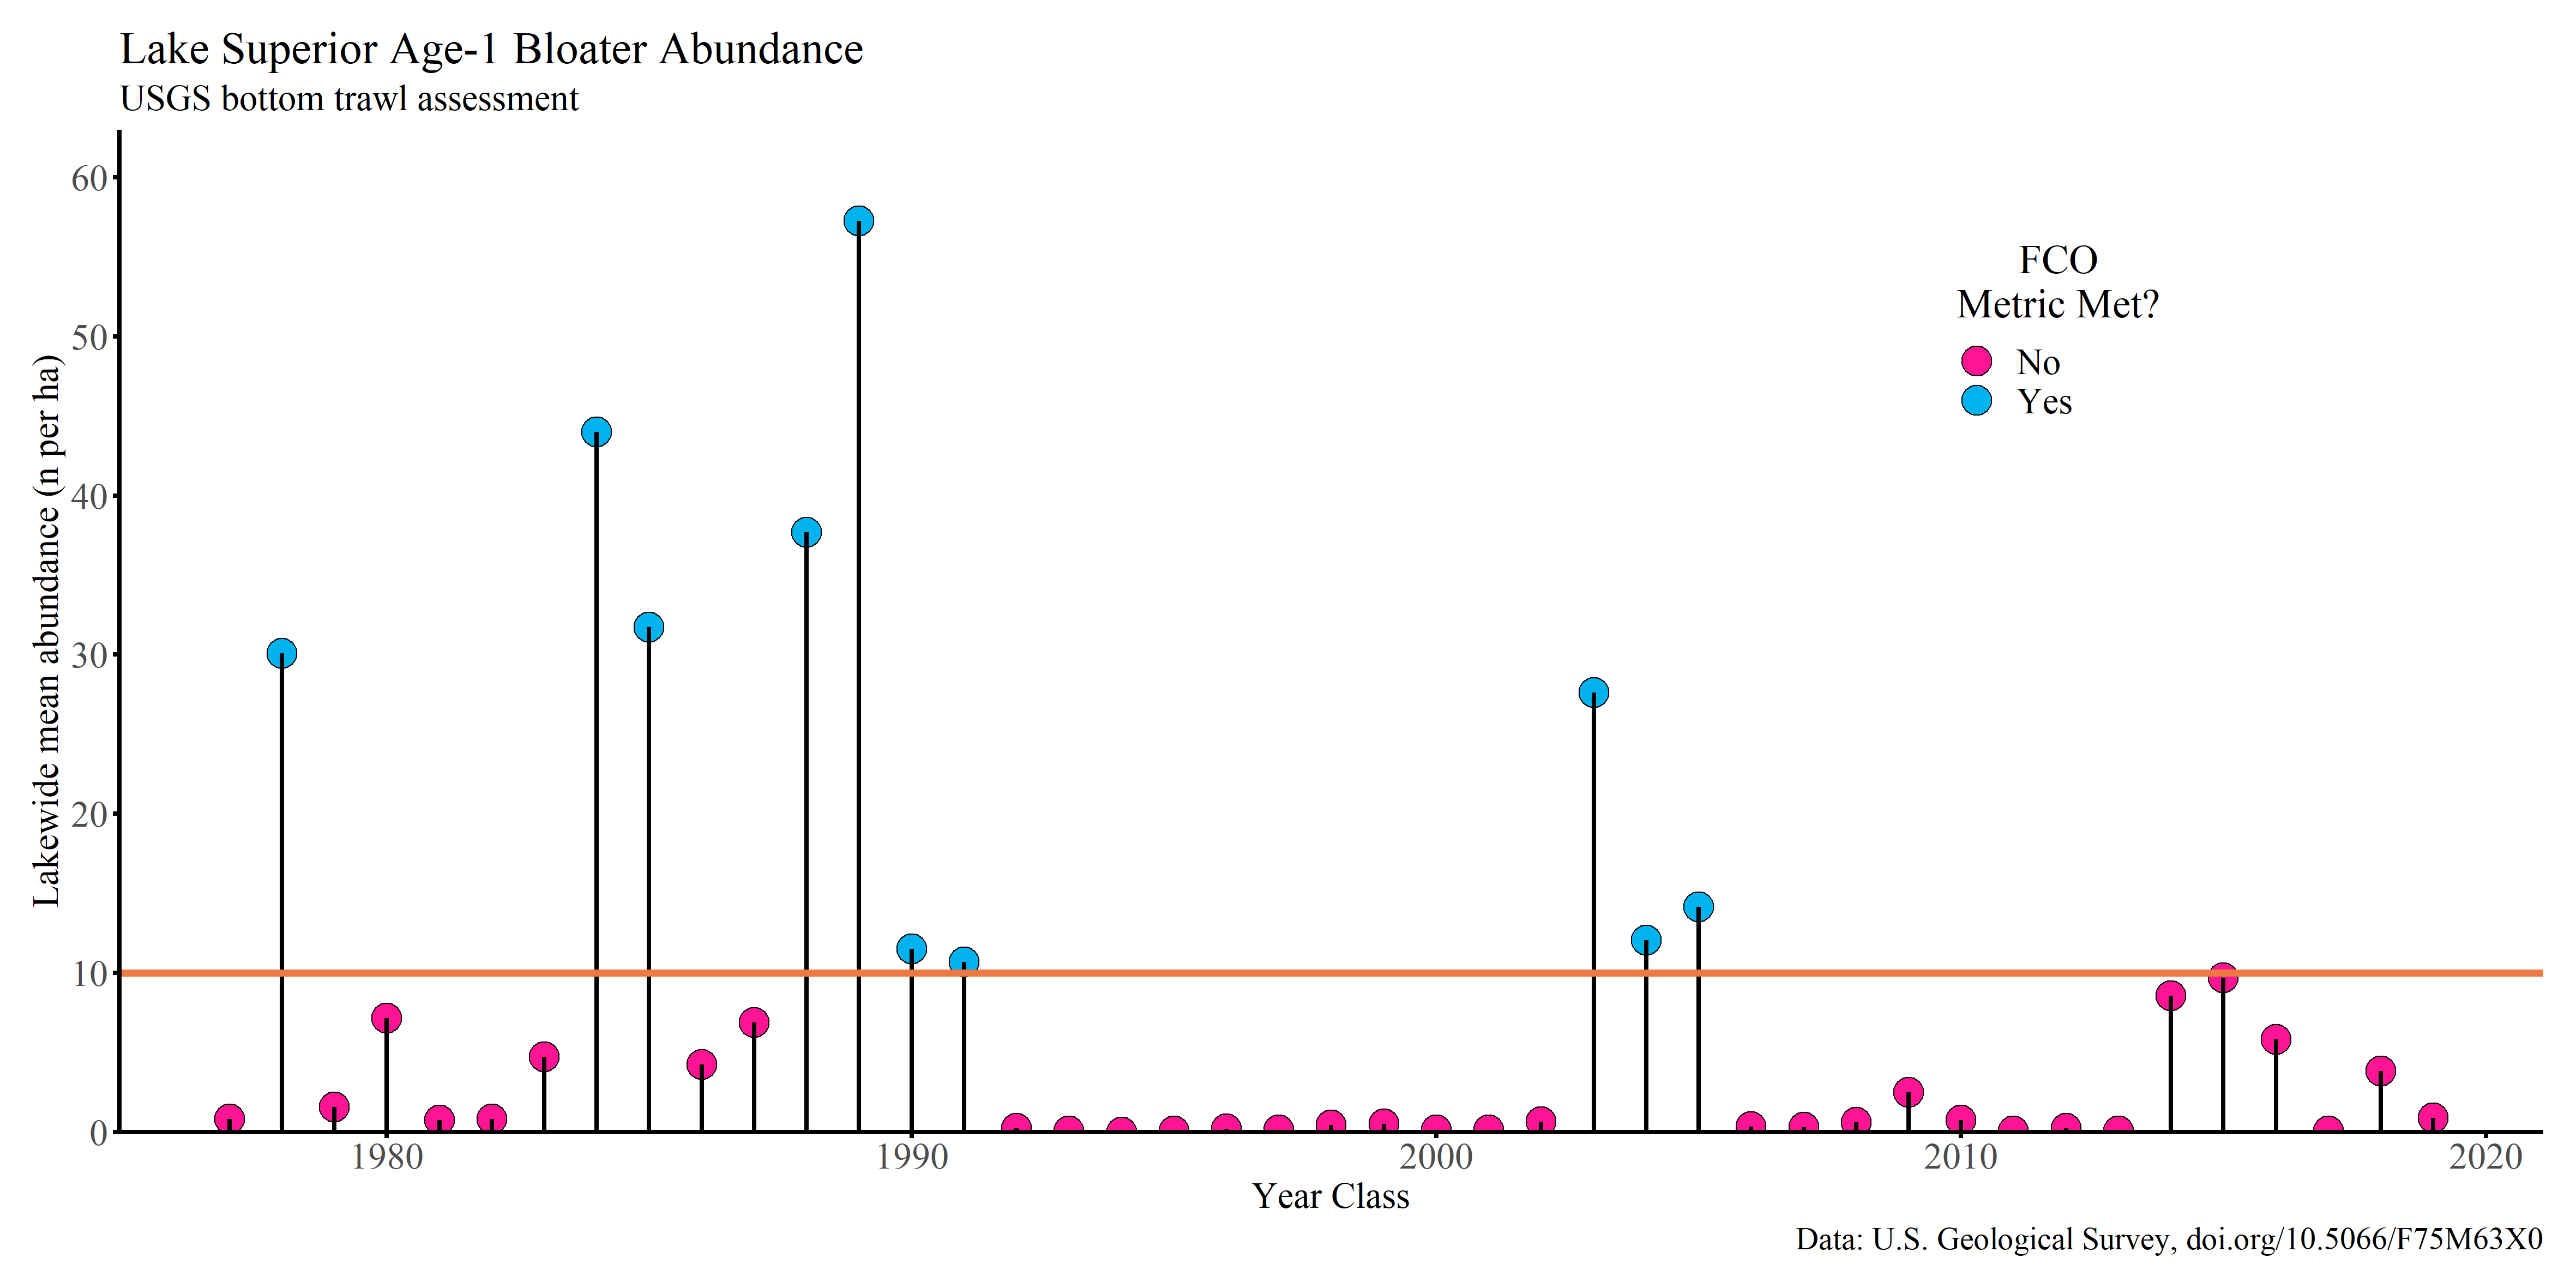 Lake Superior Age-1 Bloater Abundance
USGS bottom trawl assessment
Lakewide mean abundance (n per ha)
60
50
40
30
20
10
0
FCO
Metric Met?
No
Yes
1980
1990
2000
2010
2020
Year Class
Data: U.S. Geological Survey, doi.org/10.5066/F75M63X0